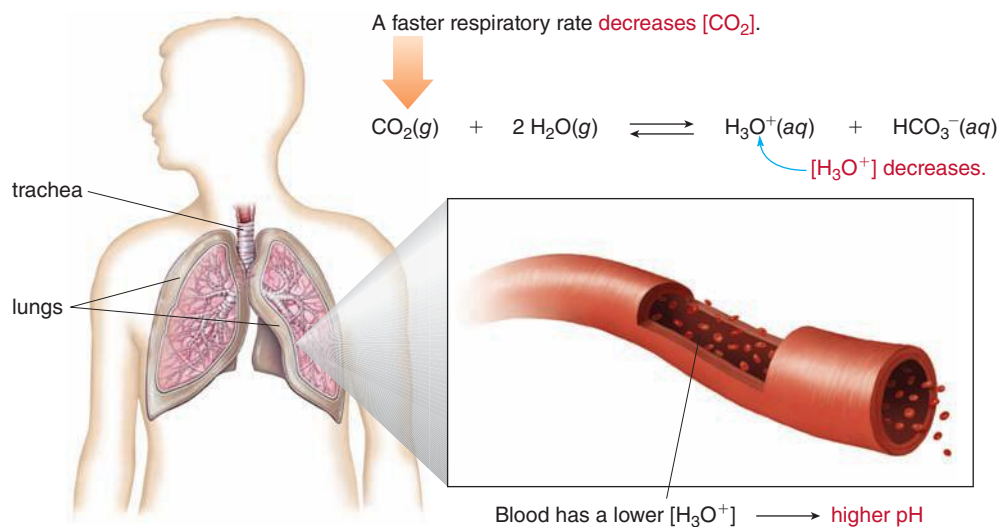 A faster respiratory rate decreases [CO₂].
CO₂(g) + 2 H₂O(g) ⇌ H₃O⁺(aq) + HCO₃⁻(aq)
[H₃O⁺] decreases.
trachea
lungs
Blood has a lower [H₃O⁺] ⟶ higher pH